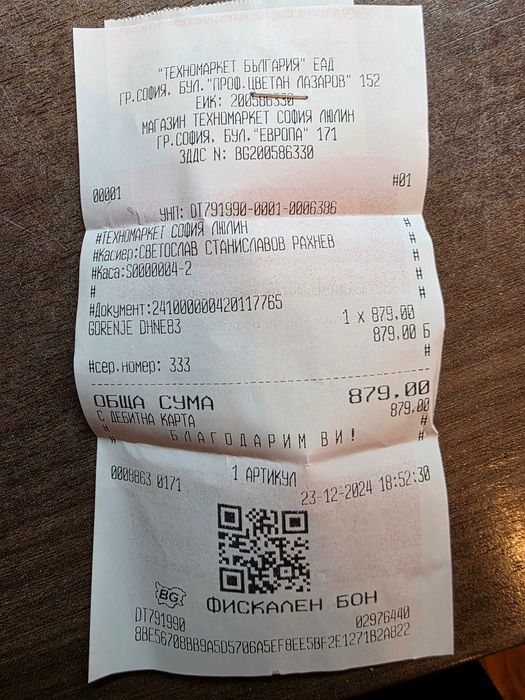 "ТЕХНОМАРКЕТ БЪЛГАРИЯ" ЕАД
ГР.СОФИЯ, БУЛ."ПРОФ.ЦВЕТАН ЛАЗАРОВ" 152
ЕИК: 200586330
МАГАЗИН ТЕХНОМАРКЕТ СОФИЯ ЛЮЛИН
ГР.СОФИЯ, БУЛ."ЕВРОПА" 171
ЗДДС N: BG200586330
00001 #01
УНП: DT791990-0001-0006386
#ТЕХНОМАРКЕТ СОФИЯ ЛЮЛИН #
#Касиер:СВЕТОСЛАВ СТАНИСЛАВОВ РАХНЕВ #
#Каса:S0000004-2 #
# #
#Документ:241000000420117765 #
1 x 879.00
GORENJE DHNE83 879.00 Б
#сер.номер: 333 #
ОБЩА СУМА 879.00
С ДЕБИТНА КАРТА 879.00
# #
# БЛАГОДАРИМ ВИ! #
1 АРТИКУЛ
0008863 0171 23-12-2024 18:52:30
BG
ФИСКАЛЕН БОН
DT791990 02976440
8BE56708BB9A5D5706A5EF8EE5BF2E1271B2A822